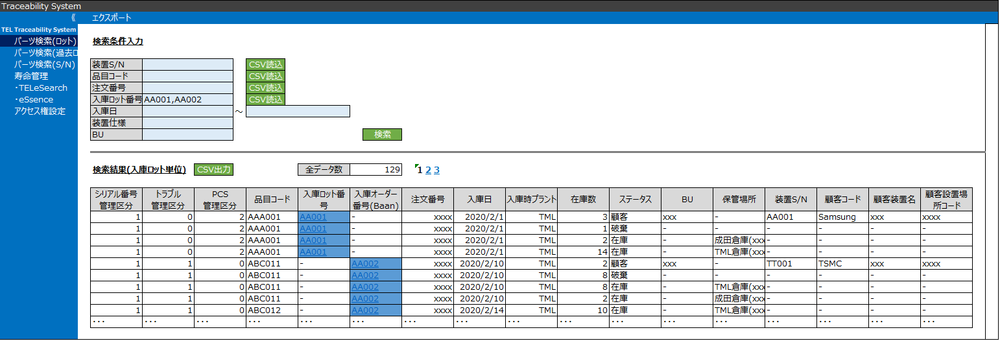 Traceability System
《 エクスポート
TEL Traceability System
パーツ検索(ロット)
パーツ検索(過去ロ
パーツ検索(S/N)
寿命管理
・TELeSearch
・eSsence
アクセス権設定
検索条件入力
装置S/N CSV読込
品目コード CSV読込
注文番号 CSV読込
入庫ロット番号 AA001,AA002 CSV読込
入庫日 ～
装置仕様
BU 検索
検索結果(入庫ロット単位) CSV出力 全データ数 129 1 2 3
シリアル番号管理区分 トラブル管理区分 PCS管理区分 品目コード 入庫ロット番号 入庫オーダー番号(Baan) 注文番号 入庫日 入庫時プラント 在庫数 ステータス BU 保管場所 装置S/N 顧客コード 顧客装置名 顧客設置場所コード
1 0 2 AAA001 AA001 - xxxx 2020/2/1 TML 3 顧客 xxx - AA001 Samsung xxx xxxx
1 0 2 AAA001 AA001 - xxxx 2020/2/1 TML 1 破棄 - - - - - -
1 0 2 AAA001 AA001 - xxxx 2020/2/1 TML 2 在庫 - 成田倉庫(xxx - - - -
1 0 2 AAA001 AA001 - xxxx 2020/2/1 TML 14 在庫 - TML倉庫(xxx - - - -
1 1 0 ABC011 - AA002 xxxx 2020/2/10 TML 2 顧客 xxx - TT001 TSMC xxx xxxx
1 1 0 ABC011 - AA002 xxxx 2020/2/10 TML 8 破棄 - - - - - -
1 1 0 ABC011 - AA002 xxxx 2020/2/10 TML 8 在庫 - TML倉庫(xxx - - - -
1 1 0 ABC011 - AA002 xxxx 2020/2/10 TML 2 在庫 - 成田倉庫(xxx - - - -
1 1 0 ABC012 - AA002 xxxx 2020/2/14 TML 10 在庫 - TML倉庫(xxx - - - -
・・・ ・・・ ・・・ ・・・ ・・・ ・・・ ・・・ ・・・ ・・・ ・・・ ・・・ ・・・ ・・・ ・・・ ・・・ ・・・ ・・・